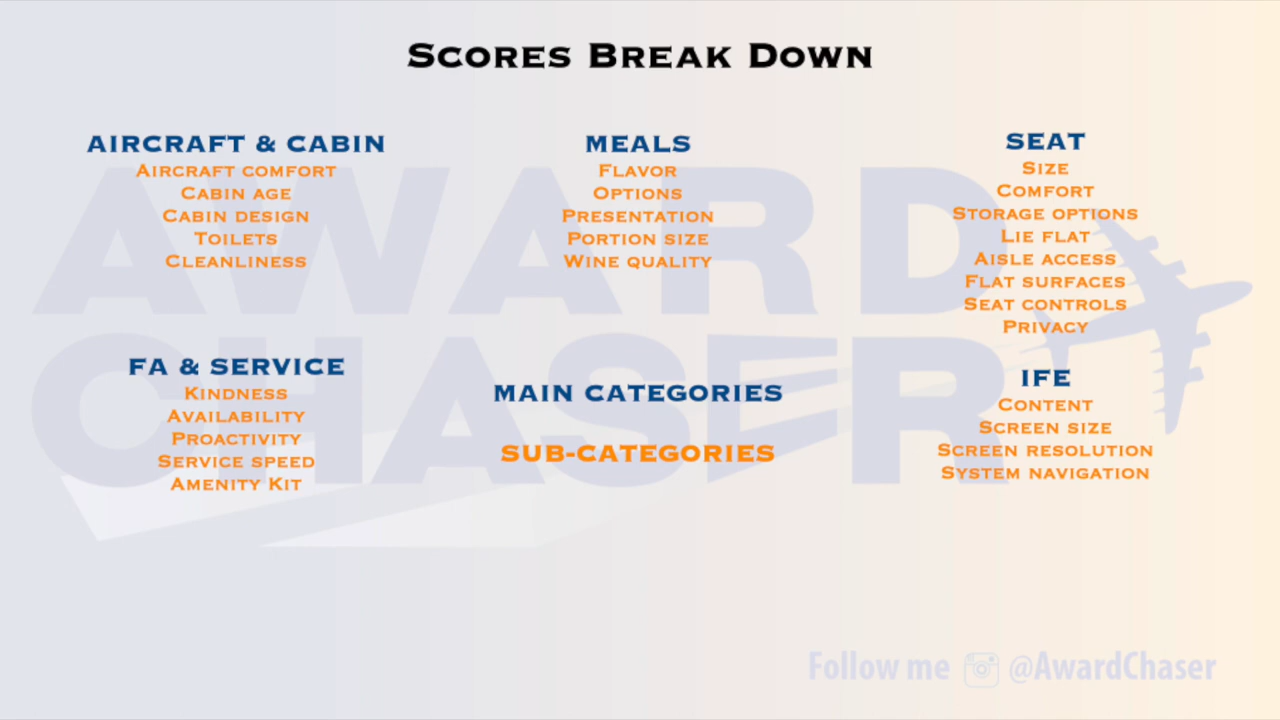 Scores Break Down
AIRCRAFT & CABIN
Aircraft comfort
Cabin age
Cabin design
Toilets
Cleanliness
MEALS
Flavor
Options
Presentation
Portion size
Wine quality
SEAT
Size
Comfort
Storage options
Lie flat
Aisle access
Flat surfaces
Seat controls
Privacy
FA & SERVICE
Kindness
Availability
Proactivity
Service speed
Amenity Kit
MAIN CATEGORIES
SUB-CATEGORIES
IFE
Content
Screen size
Screen resolution
System navigation
AWARD
CHASER
Follow me @AwardChaser